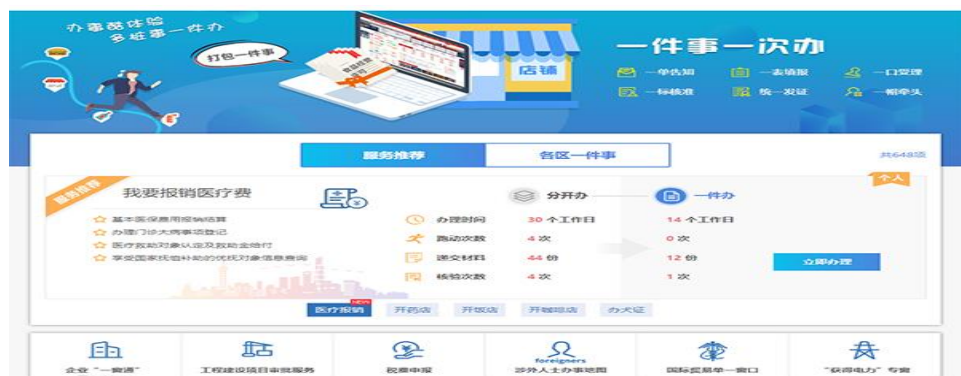 办事酷体验
多桩事一件办
打包一件事
店铺
一件事一次办
一单告知 一表填报 一口受理
一标核准 统一发证 一帽牵头
服务推荐 各区一件事 共648项
服务推荐
个人
我要报销医疗费 分开办 一件办
基本医保费用报销结算 办理时间 30 个工作日 14 个工作日
办理门诊大病事项登记 跑动次数 4 次 0 次
医疗救助对象认定及救助金给付 递交材料 44 份 12 份
享受国家抚恤补助的优抚对象信息查询 核验次数 4 次 1 次
立即办理
NEW
医疗报销 开药店 开饭店 开咖啡店 办犬证
foreigners
企业“一窗通” 工程建设项目审批服务 税费申报 涉外人士办事地图 国际贸易单一窗口 “获得电力”专窗